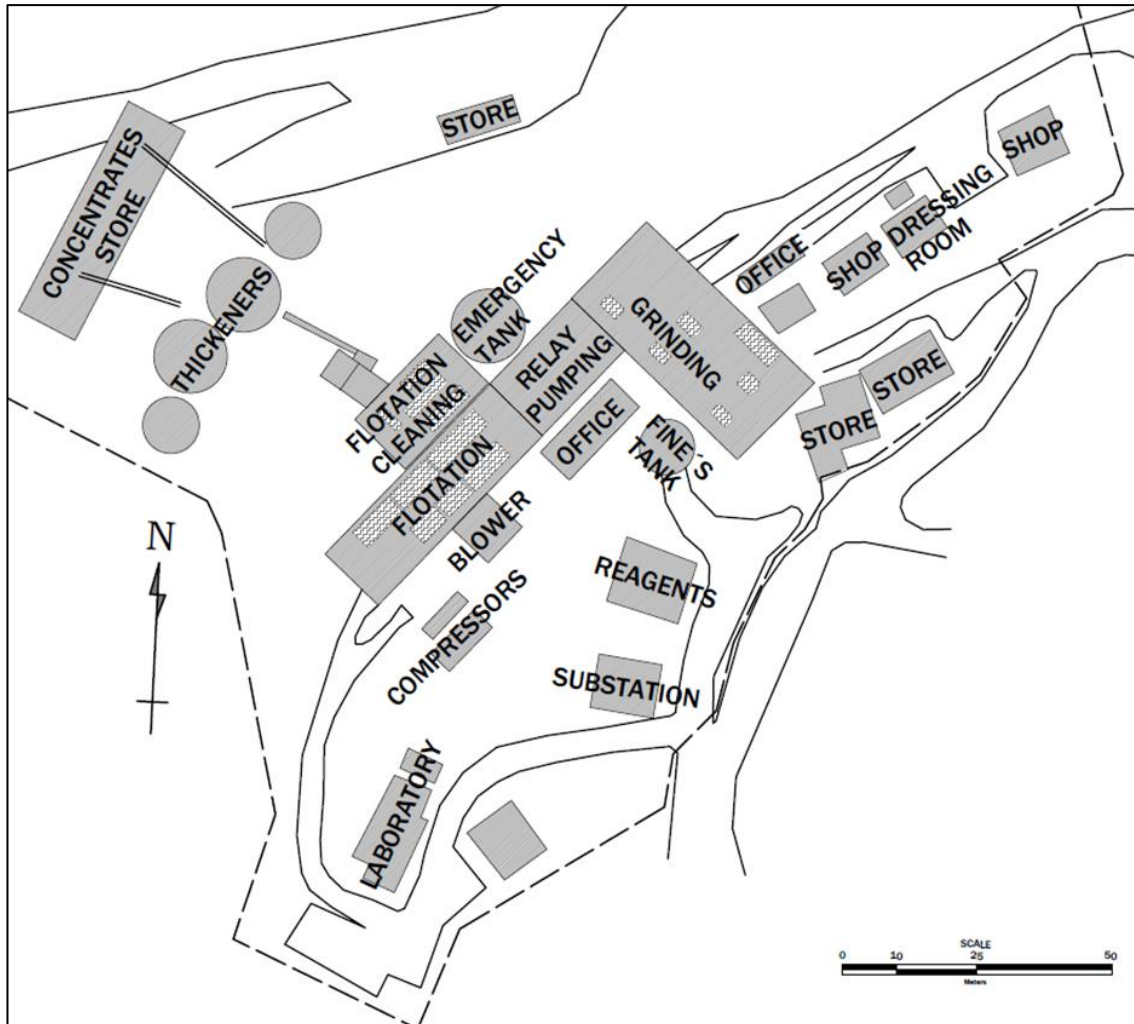 STORE
CONCENTRATES
STORE
SHOP
DRESSING
ROOM
SHOP
OFFICE
EMERGENCY
TANK
THICKENERS
GRINDING
RELAY
PUMPING
FLOTATION
CLEANING
STORE
STORE
OFFICE
FINE´S
TANK
FLOTATION
BLOWER
N
REAGENTS
COMPRESSORS
SUBSTATION
LABORATORY
SCALE
0 10 25 50
Meters